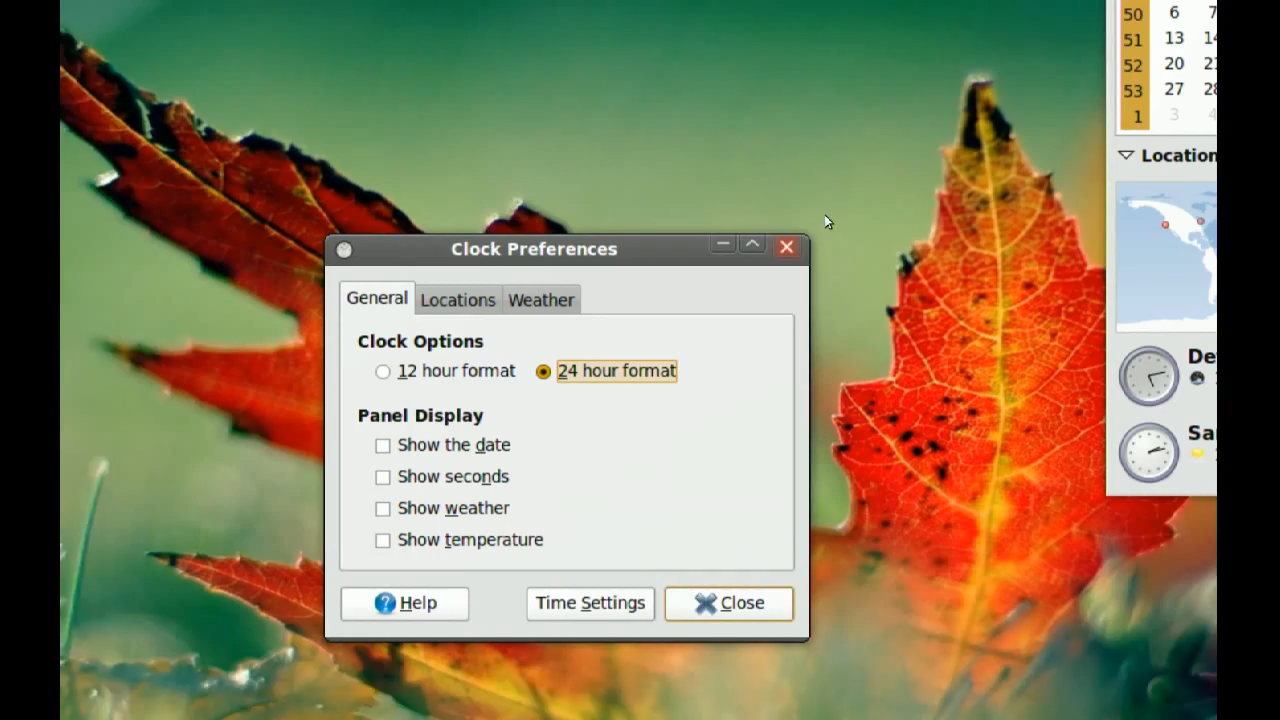 50 6 7
51 13 14
52 20 21
53 27 28
1 3 4
Location
Clock Preferences
General Locations Weather
Clock Options
12 hour format 24 hour format
Panel Display
Show the date
Show seconds
Show weather
Show temperature
Help Time Settings Close